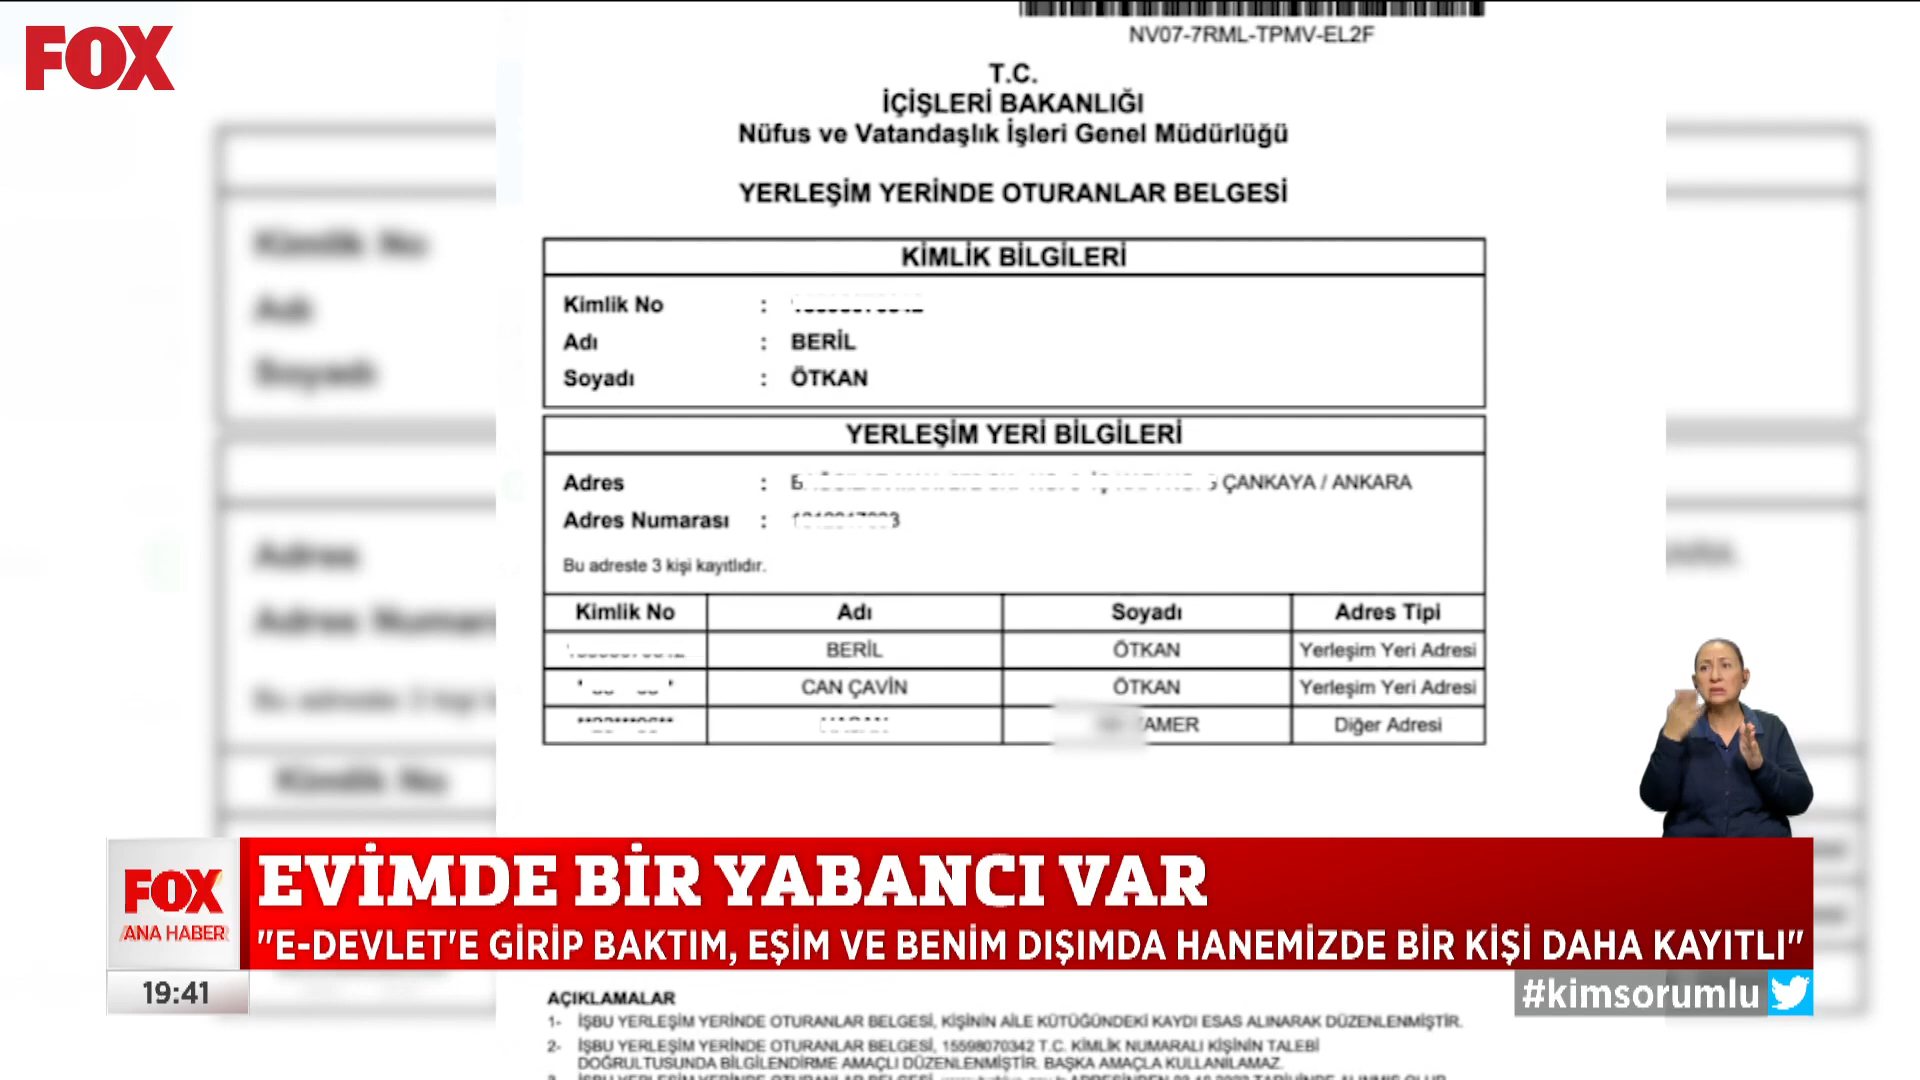 FOX
NV07-7RML-TPMV-EL2F
T.C.
İÇİŞLERİ BAKANLIĞI
Nüfus ve Vatandaşlık İşleri Genel Müdürlüğü
YERLEŞİM YERİNDE OTURANLAR BELGESİ
KİMLİK BİLGİLERİ
Kimlik No :
Adı : BERİL
Soyadı : ÖTKAN
YERLEŞİM YERİ BİLGİLERİ
Adres : ÇANKAYA / ANKARA
Adres Numarası :
Bu adreste 3 kişi kayıtlıdır.
Kimlik No Adı Soyadı Adres Tipi
BERİL ÖTKAN Yerleşim Yeri Adresi
CAN ÇAVİN ÖTKAN Yerleşim Yeri Adresi
Diğer Adresi
Kimlik No
Adı
Soyadı
Adres
Kimlik No
EVİMDE BİR YABANCI VAR
FOX
ANA HABER
"E-DEVLET'E GİRİP BAKTIM, EŞİM VE BENİM DIŞIMDA HANEMİZDE BİR KİŞİ DAHA KAYITLI"
19:41
#kimsorumlu
AÇIKLAMALAR
1- İŞBU YERLEŞİM YERİNDE OTURANLAR BELGESİ, KİŞİNİN AİLE KÜTÜĞÜNDEKİ KAYDI ESAS ALINARAK DÜZENLENMİŞTİR.
2- İŞBU YERLEŞİM YERİNDE OTURANLAR BELGESİ, 15598070342 T.C. KİMLİK NUMARALI KİŞİNİN TALEBİ
DOĞRULTUSUNDA BİLGİLENDİRME AMAÇLI DÜZENLENMİŞTİR. BAŞKA AMAÇLA KULLANILAMAZ.